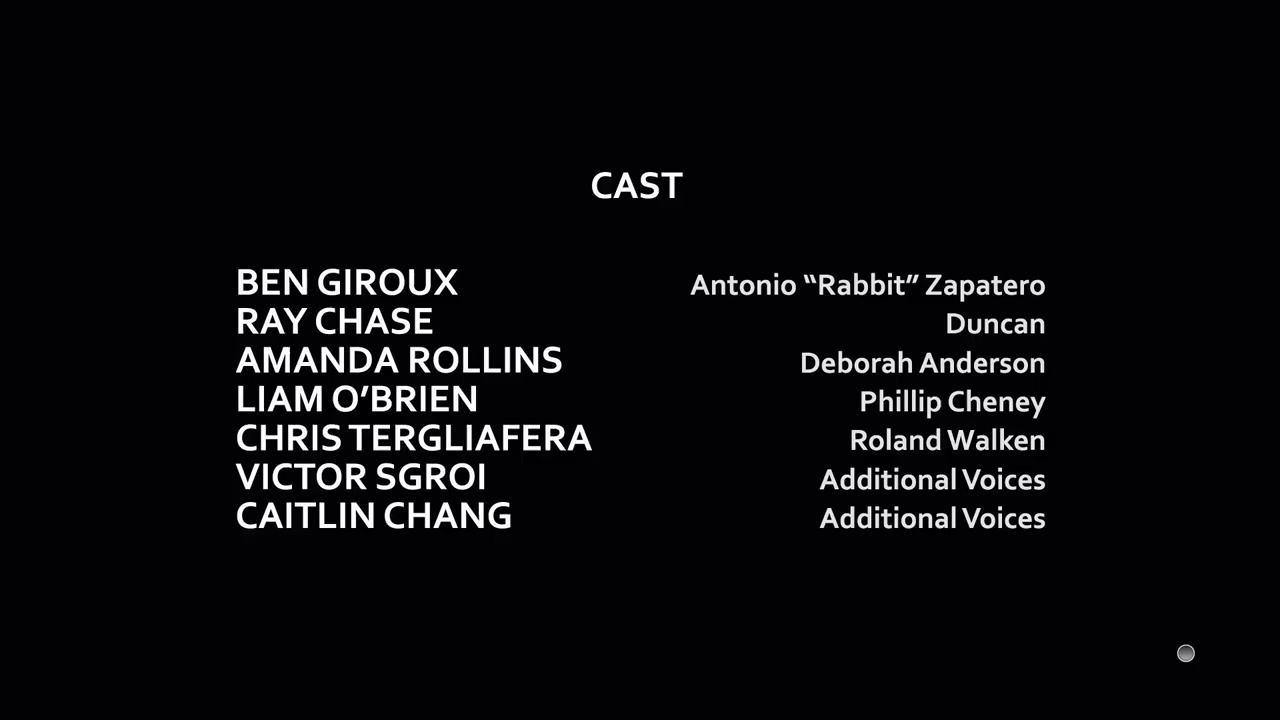 CAST
BEN GIROUX Antonio “Rabbit” Zapatero
RAY CHASE Duncan
AMANDA ROLLINS Deborah Anderson
LIAM O’BRIEN Phillip Cheney
CHRIS TERGLIAFERA Roland Walken
VICTOR SGROI Additional Voices
CAITLIN CHANG Additional Voices